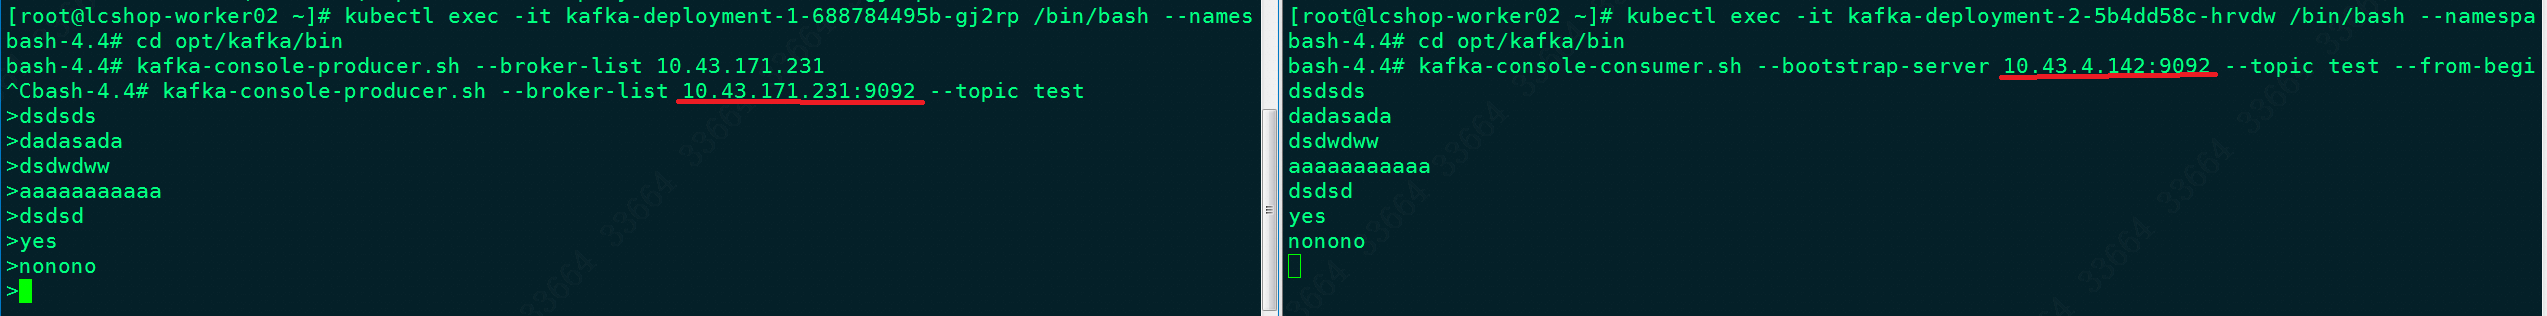 [root@lcshop-worker02 ~]# kubectl exec -it kafka-deployment-1-688784495b-gj2rp /bin/bash --names
bash-4.4# cd opt/kafka/bin
bash-4.4# kafka-console-producer.sh --broker-list 10.43.171.231
^Cbash-4.4# kafka-console-producer.sh --broker-list 10.43.171.231:9092 --topic test
>dsdsds
>dadasada
>dsdwdww
>aaaaaaaaaaa
>dsdsd
>yes
>nonono
>
[root@lcshop-worker02 ~]# kubectl exec -it kafka-deployment-2-5b4dd58c-hrvdw /bin/bash --namespa
bash-4.4# cd opt/kafka/bin
bash-4.4# kafka-console-consumer.sh --bootstrap-server 10.43.4.142:9092 --topic test --from-begi
dsdsds
dadasada
dsdwdww
aaaaaaaaaaa
dsdsd
yes
nonono